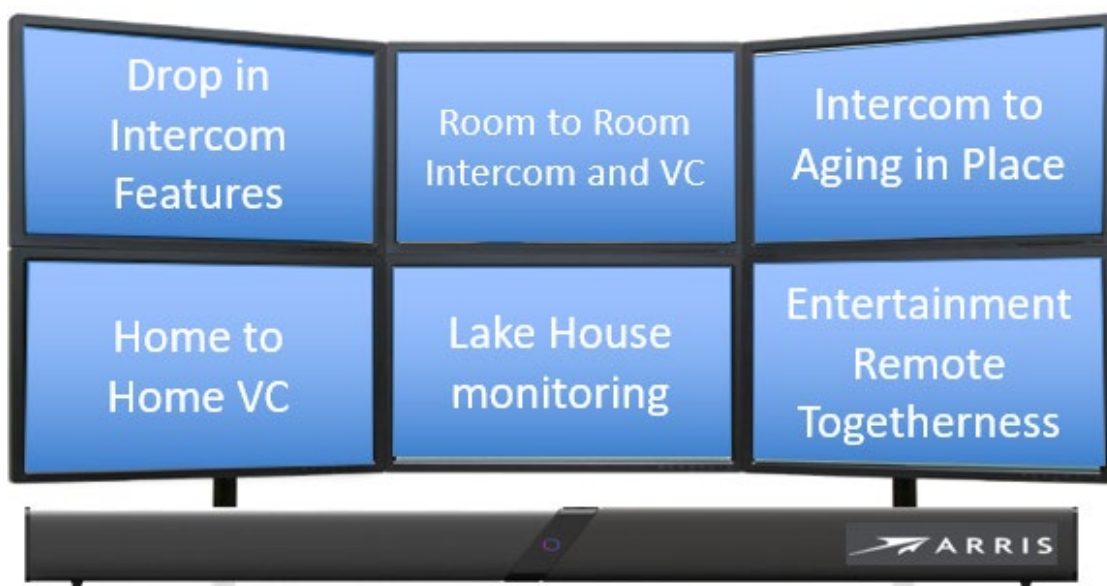 Drop in
Intercom
Features
Room to Room
Intercom and VC
Intercom to
Aging in Place
Home to
Home VC
Lake House
monitoring
Entertainment
Remote
Togetherness
ARRIS